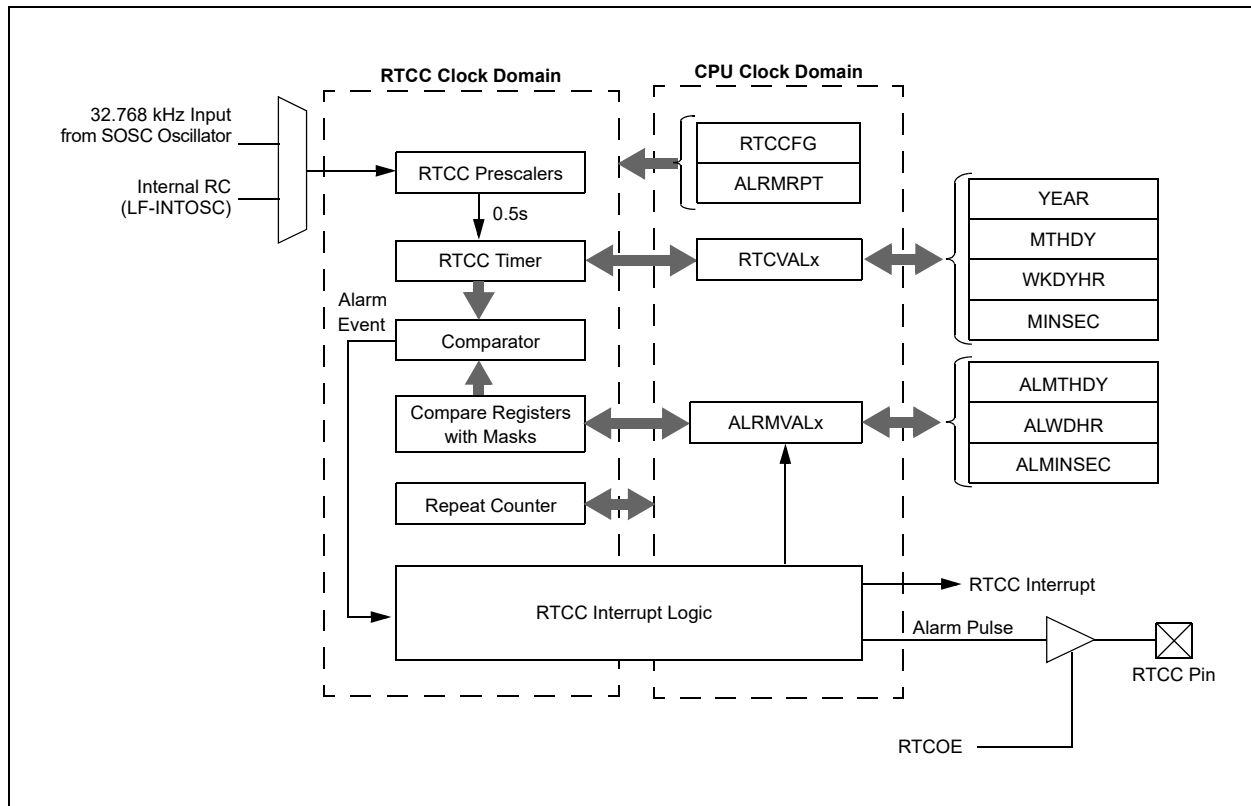 RTCC Clock Domain
CPU Clock Domain
32.768 kHz Input
from SOSC Oscillator
Internal RC
(LF-INTOSC)
RTCC Prescalers
0.5s
RTCC Timer
Alarm
Event
Comparator
Compare Registers
with Masks
Repeat Counter
RTCC Interrupt Logic
RTCCFG
ALRMRPT
RTCVALx
ALRMVALx
YEAR
MTHDY
WKDYHR
MINSEC
ALMTHDY
ALWDHR
ALMINSEC
RTCC Interrupt
Alarm Pulse
RTCC Pin
RTCOE